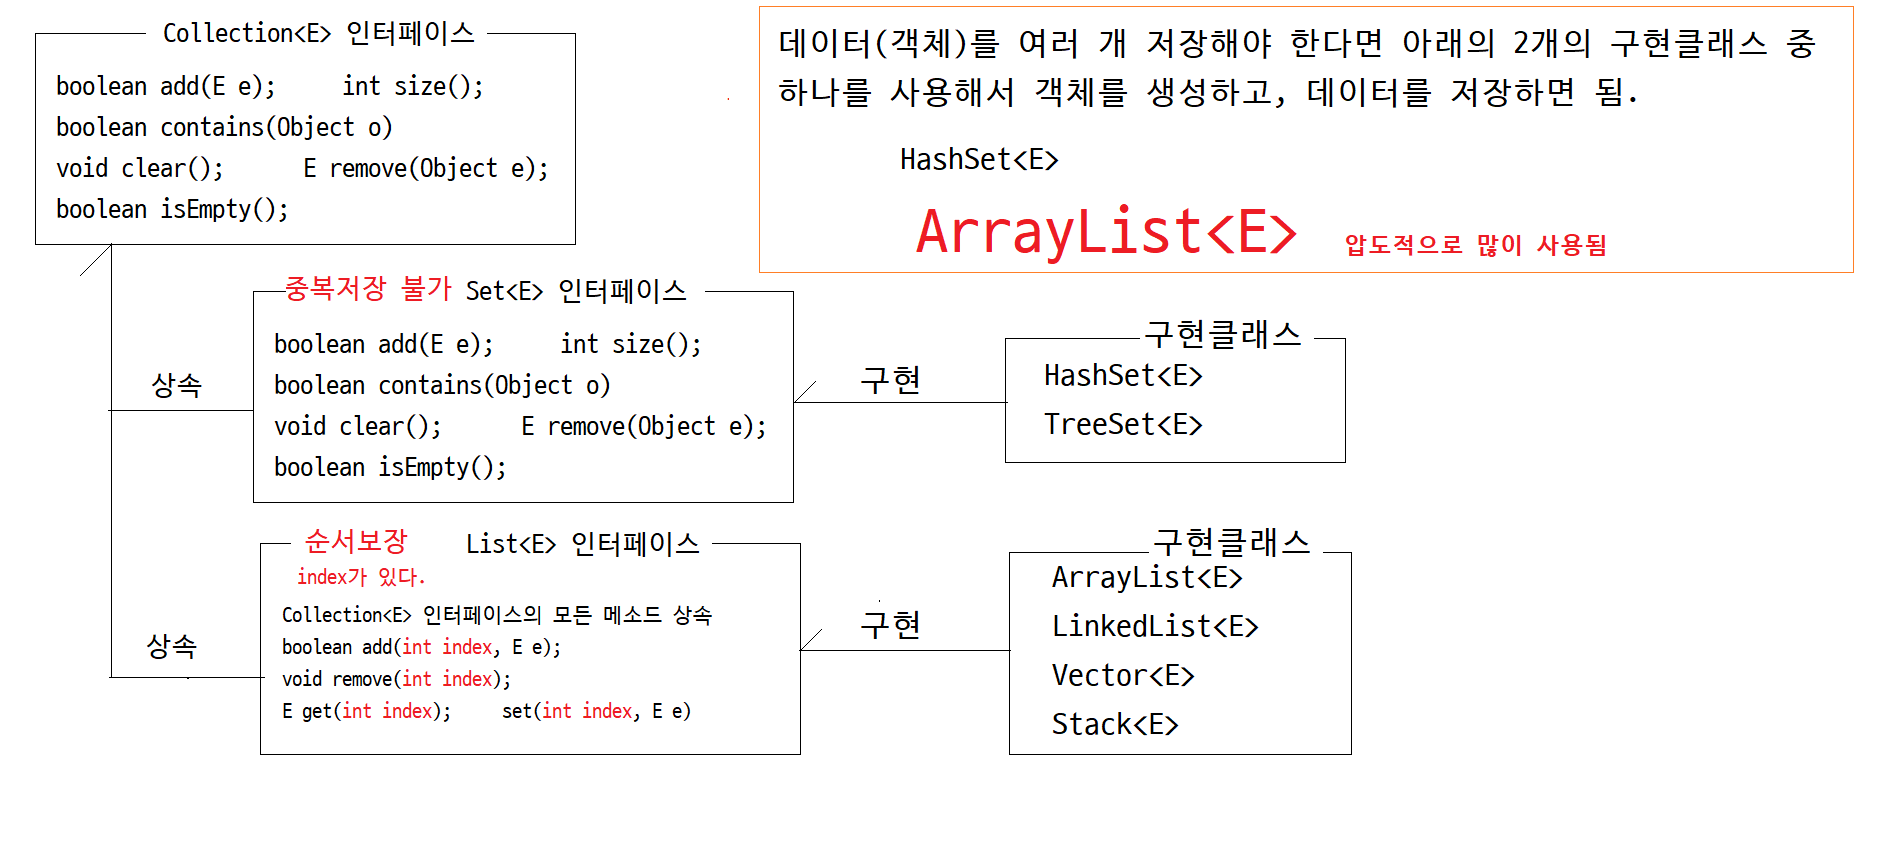 Collection<E> 인터페이스
boolean add(E e);     int size();
boolean contains(Object o)
void clear();      E remove(Object e);
boolean isEmpty();
데이터(객체)를 여러 개 저장해야 한다면 아래의 2개의 구현클래스 중
하나를 사용해서 객체를 생성하고, 데이터를 저장하면 됨.
HashSet<E>
ArrayList<E> 압도적으로 많이 사용됨
상속
중복저장 불가 Set<E> 인터페이스
boolean add(E e);     int size();
boolean contains(Object o)
void clear();      E remove(Object e);
boolean isEmpty();
구현
구현클래스
HashSet<E>
TreeSet<E>
상속
순서보장 List<E> 인터페이스
index가 있다.
Collection<E> 인터페이스의 모든 메소드 상속
boolean add(int index, E e);
void remove(int index);
E get(int index);     set(int index, E e)
구현
구현클래스
ArrayList<E>
LinkedList<E>
Vector<E>
Stack<E>